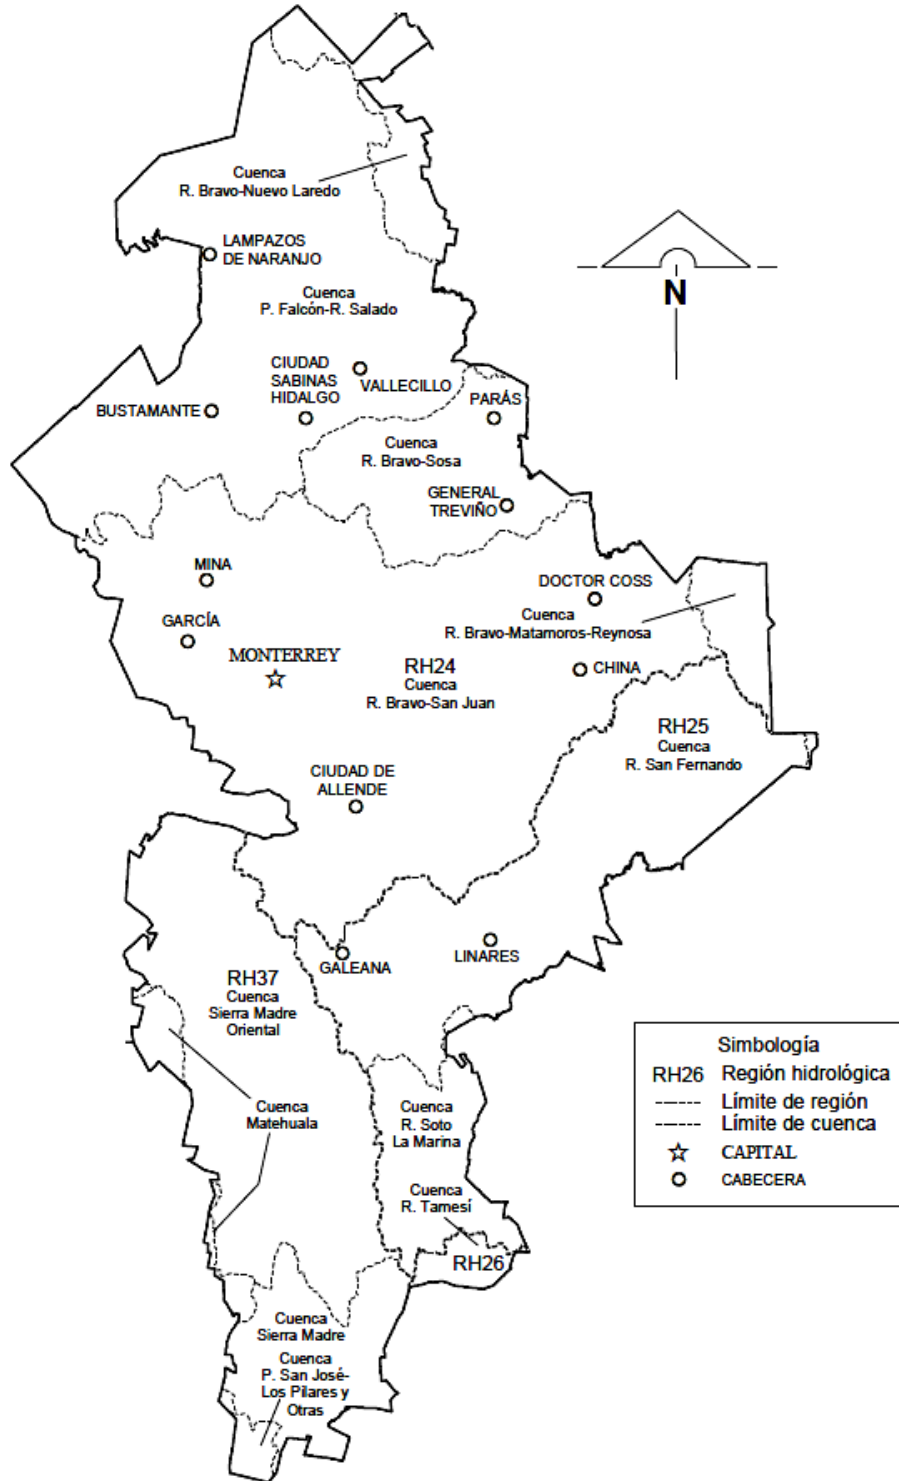 Cuenca
R. Bravo-Nuevo Laredo
LAMPAZOS
DE NARANJO
Cuenca
P. Falcón-R. Salado
N
CIUDAD
SABINAS
HIDALGO
VALLECILLO
BUSTAMANTE
PARÁS
Cuenca
R. Bravo-Sosa
GENERAL
TREVIÑO
MINA
DOCTOR COSS
GARCÍA
Cuenca
R. Bravo-Matamoros-Reynosa
MONTERREY
RH24
Cuenca
R. Bravo-San Juan
CHINA
RH25
Cuenca
R. San Fernando
CIUDAD DE
ALLENDE
GALEANA
LINARES
RH37
Cuenca
Sierra Madre
Oriental
Cuenca
Matehuala
Cuenca
R. Soto
La Marina
Cuenca
R. Tamesí
RH26
Cuenca
Sierra Madre
Cuenca
P. San José-
Los Pilares y
Otras
Simbología
RH26 Región hidrológica
Límite de región
Límite de cuenca
CAPITAL
CABECERA